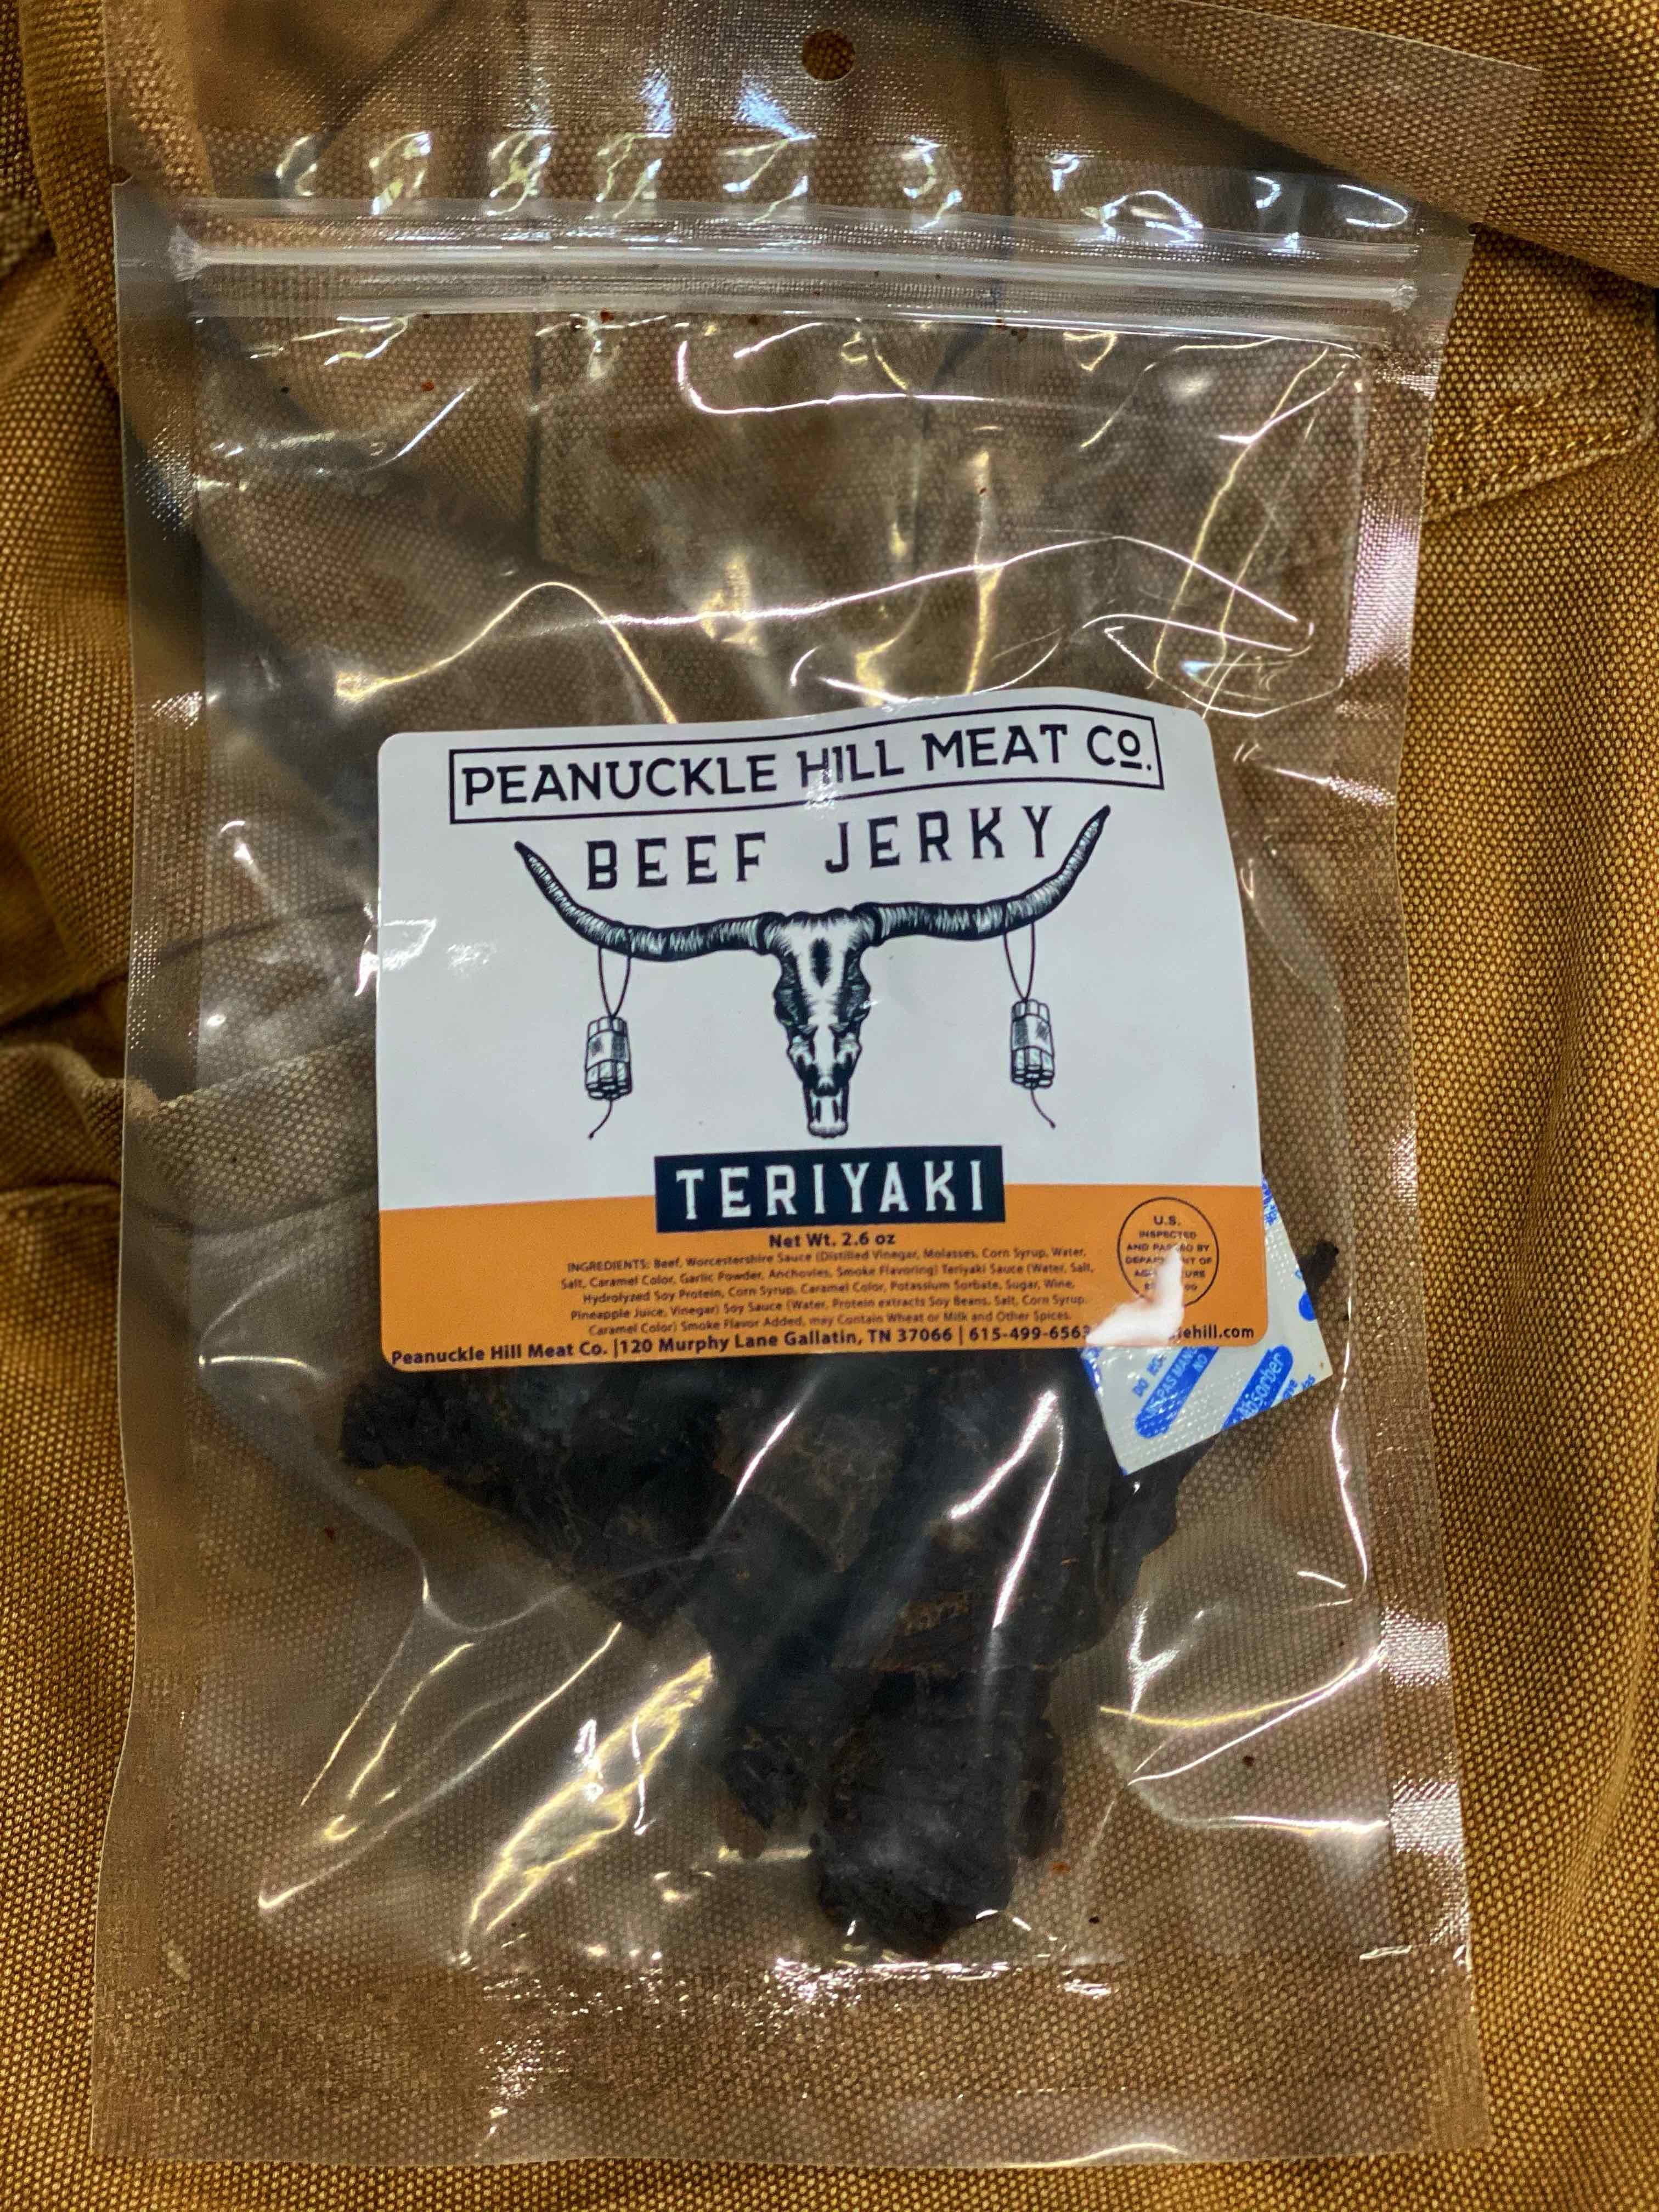 PEANUCKLE HILL MEAT CO.
BEEF JERKY
TERIYAKI
Net Wt. 2.6 oz
INGREDIENTS: Beef, Worcestershire Sauce (Distilled Vinegar, Molasses, Corn Syrup, Water,
Salt, Caramel Color, Garlic Powder, Anchovies, Smoke Flavoring) Teriyaki Sauce (Water, Salt,
Hydrolyzed Soy Protein, Corn Syrup, Caramel Color, Potassium Sorbate, Sugar, Wine,
Pineapple Juice, Vinegar) Soy Sauce (Water, Protein extracts Soy Beans, Salt, Corn Syrup,
Caramel Color) Smoke Flavor Added, may Contain Wheat or Milk and Other Spices.
Peanuckle Hill Meat Co. |120 Murphy Lane Gallatin, TN 37066 | 615-499-6563
U.S.
INSPECTED
AND PASSED BY
DEPARTMENT OF
AGRICULTURE
DO
NO